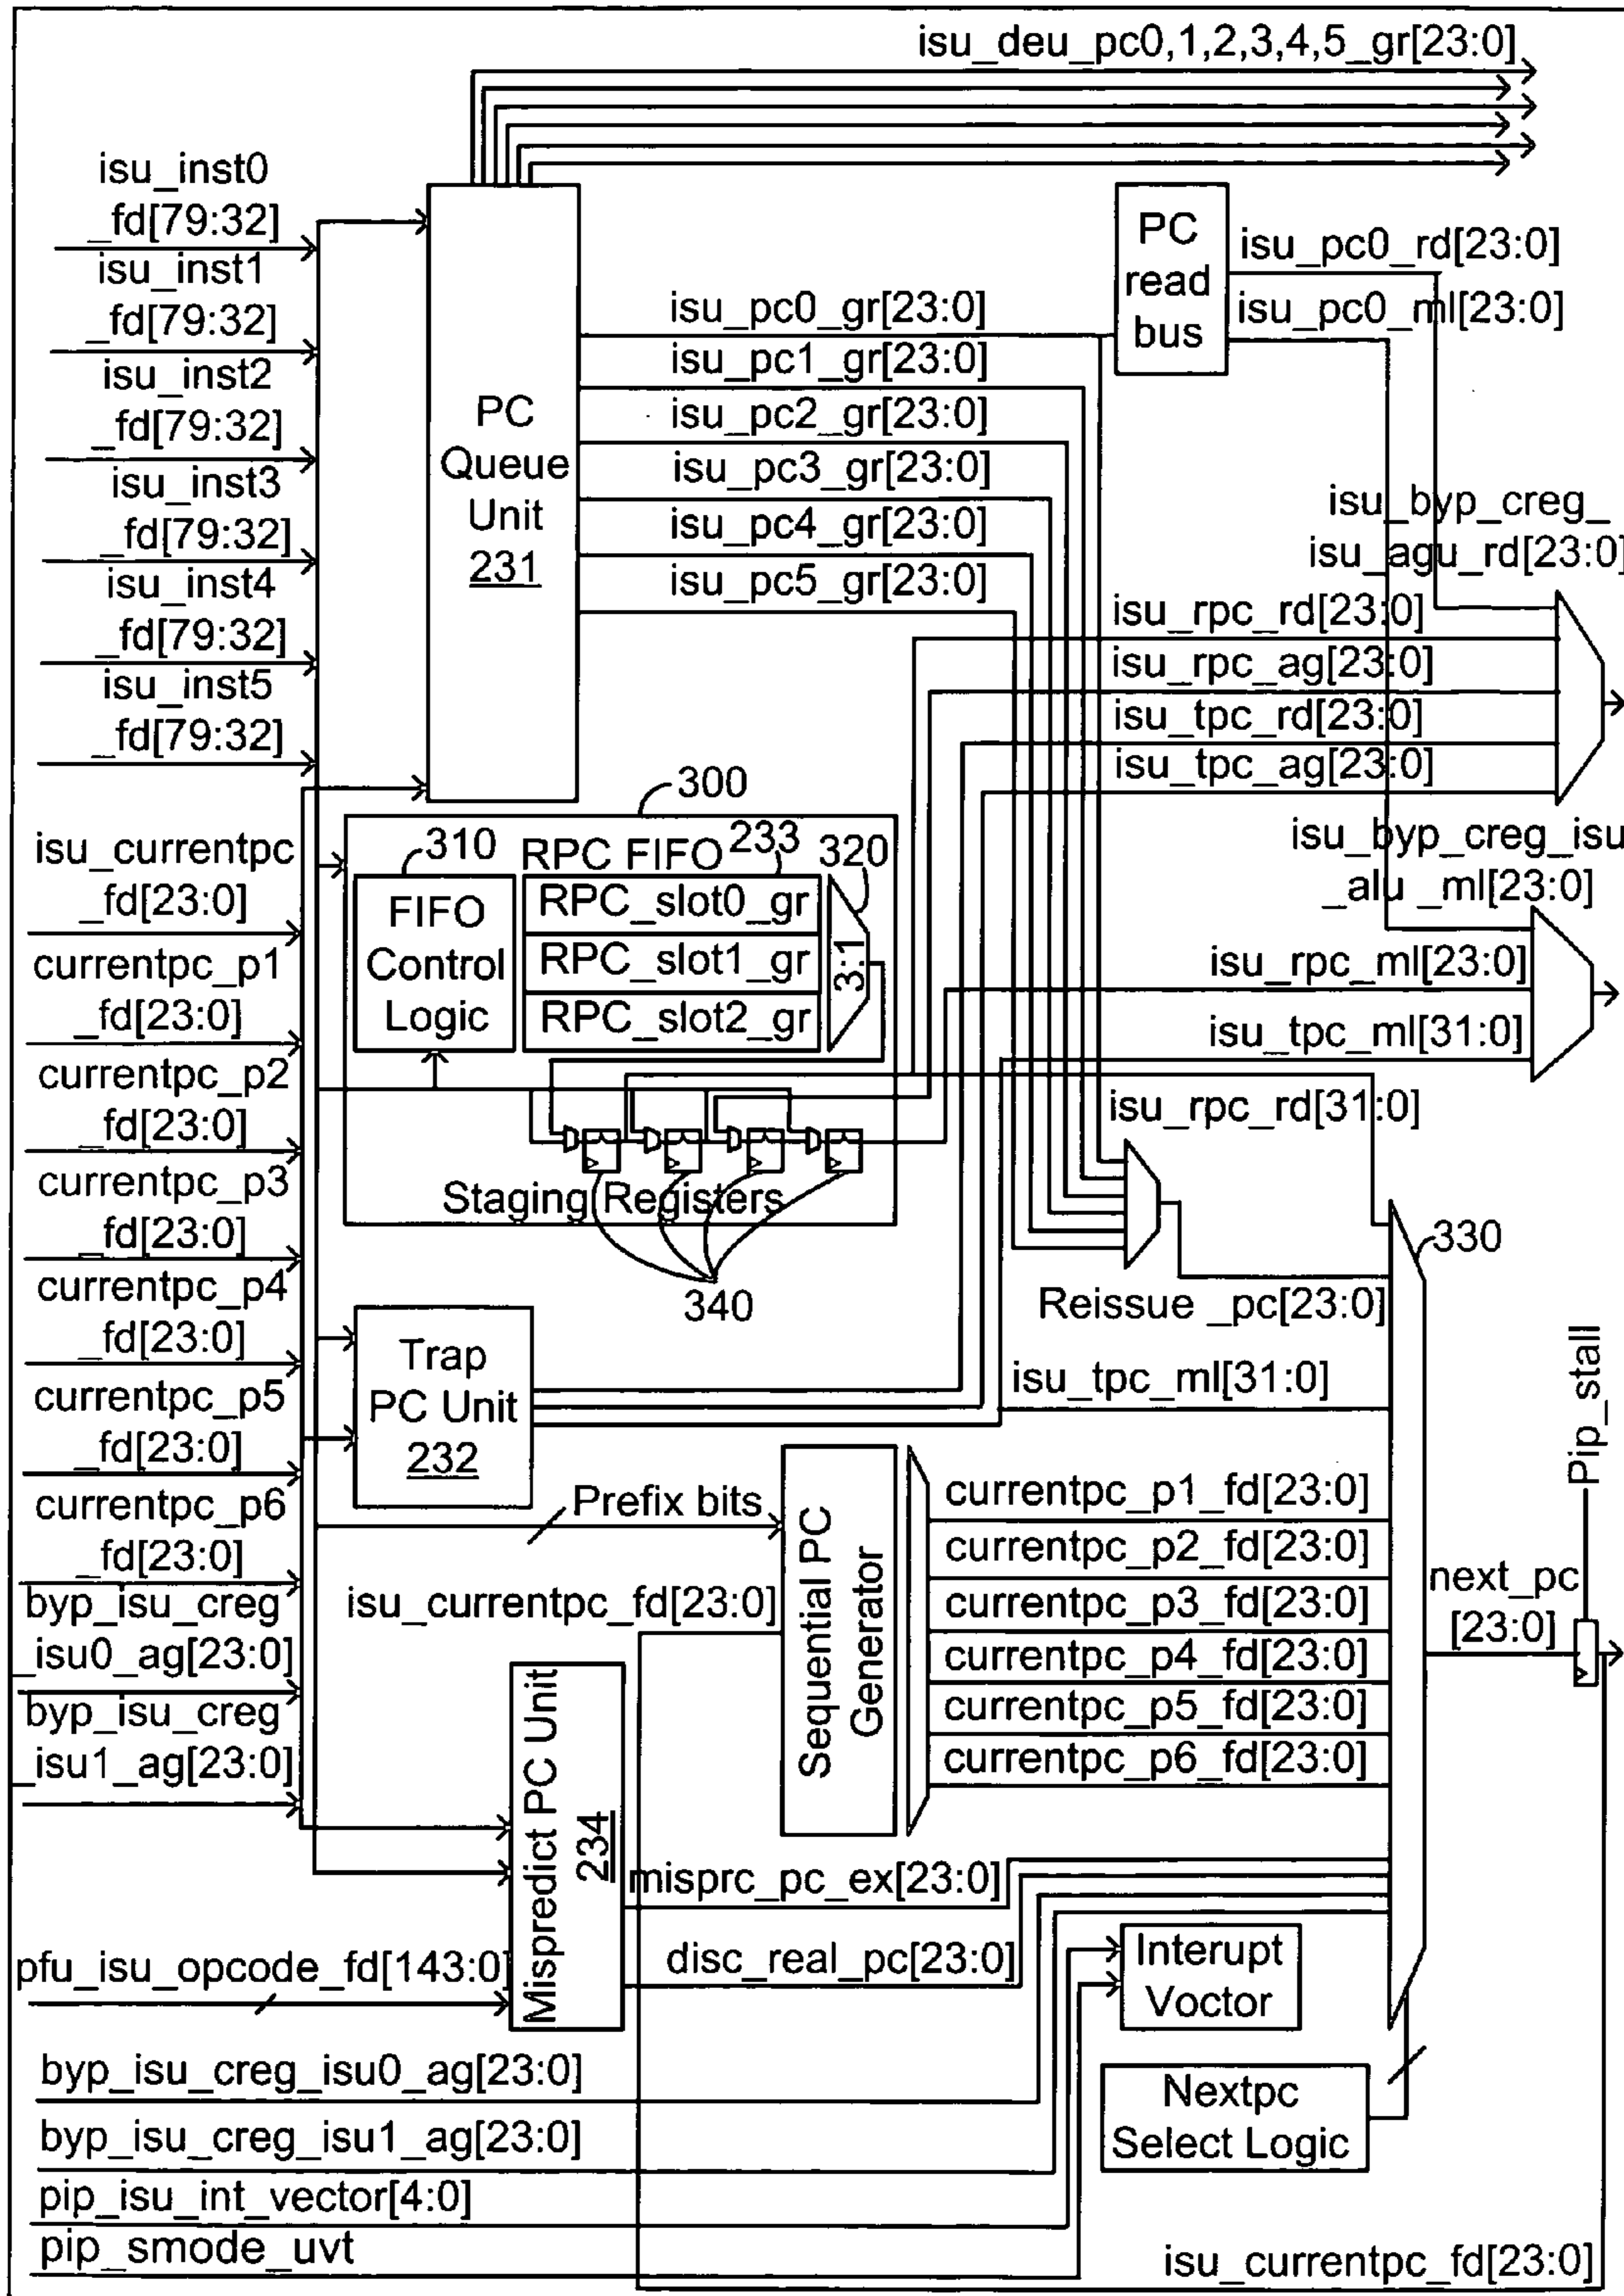 isu_deu_pc0,1,2,3,4,5_gr[23:0]
isu_inst0
_fd[79:32]
isu_inst1
_fd[79:32]
isu_inst2
_fd[79:32]
isu_inst3
_fd[79:32]
isu_inst4
_fd[79:32]
isu_inst5
_fd[79:32]
isu_currentpc
_fd[23:0]
currentpc_p1
_fd[23:0]
currentpc_p2
_fd[23:0]
currentpc_p3
_fd[23:0]
currentpc_p4
_fd[23:0]
currentpc_p5
_fd[23:0]
currentpc_p6
_fd[23:0]
byp_isu_creg
_isu0_ag[23:0]
byp_isu_creg
_isu1_ag[23:0]
pfu_isu_opcode_fd[143:0]
byp_isu_creg_isu0_ag[23:0]
byp_isu_creg_isu1_ag[23:0]
pip_isu_int_vector[4:0]
pip_smode_uvt
PC
Queue
Unit
231
isu_pc0_gr[23:0]
isu_pc1_gr[23:0]
isu_pc2_gr[23:0]
isu_pc3_gr[23:0]
isu_pc4_gr[23:0]
isu_pc5_gr[23:0]
PC
read
bus
isu_pc0_rd[23:0]
isu_pc0_ml[23:0]
isu_byp_creg_
isu_agu_rd[23:0]
isu_rpc_rd[23:0]
isu_rpc_ag[23:0]
isu_tpc_rd[23:0]
isu_tpc_ag[23:0]
isu_byp_creg_isu
_alu _ml[23:0]
isu_rpc_ml[23:0]
isu_tpc_ml[31:0]
300
310
RPC FIFO
233
320
FIFO
Control
Logic
RPC_slot0_gr
RPC_slot1_gr
RPC_slot2_gr
3:1
Staging Registers
340
isu_rpc_rd[31:0]
330
Reissue _pc[23:0]
isu_tpc_ml[31:0]
Trap
PC Unit
232
Prefix bits
isu_currentpc_fd[23:0]
Sequential PC
Generator
currentpc_p1_fd[23:0]
currentpc_p2_fd[23:0]
currentpc_p3_fd[23:0]
currentpc_p4_fd[23:0]
currentpc_p5_fd[23:0]
currentpc_p6_fd[23:0]
Pip_stall
next_pc
[23:0]
Mispredict PC Unit
234
misprc_pc_ex[23:0]
disc_real_pc[23:0]
Interupt
Voctor
Nextpc
Select Logic
isu_currentpc_fd[23:0]